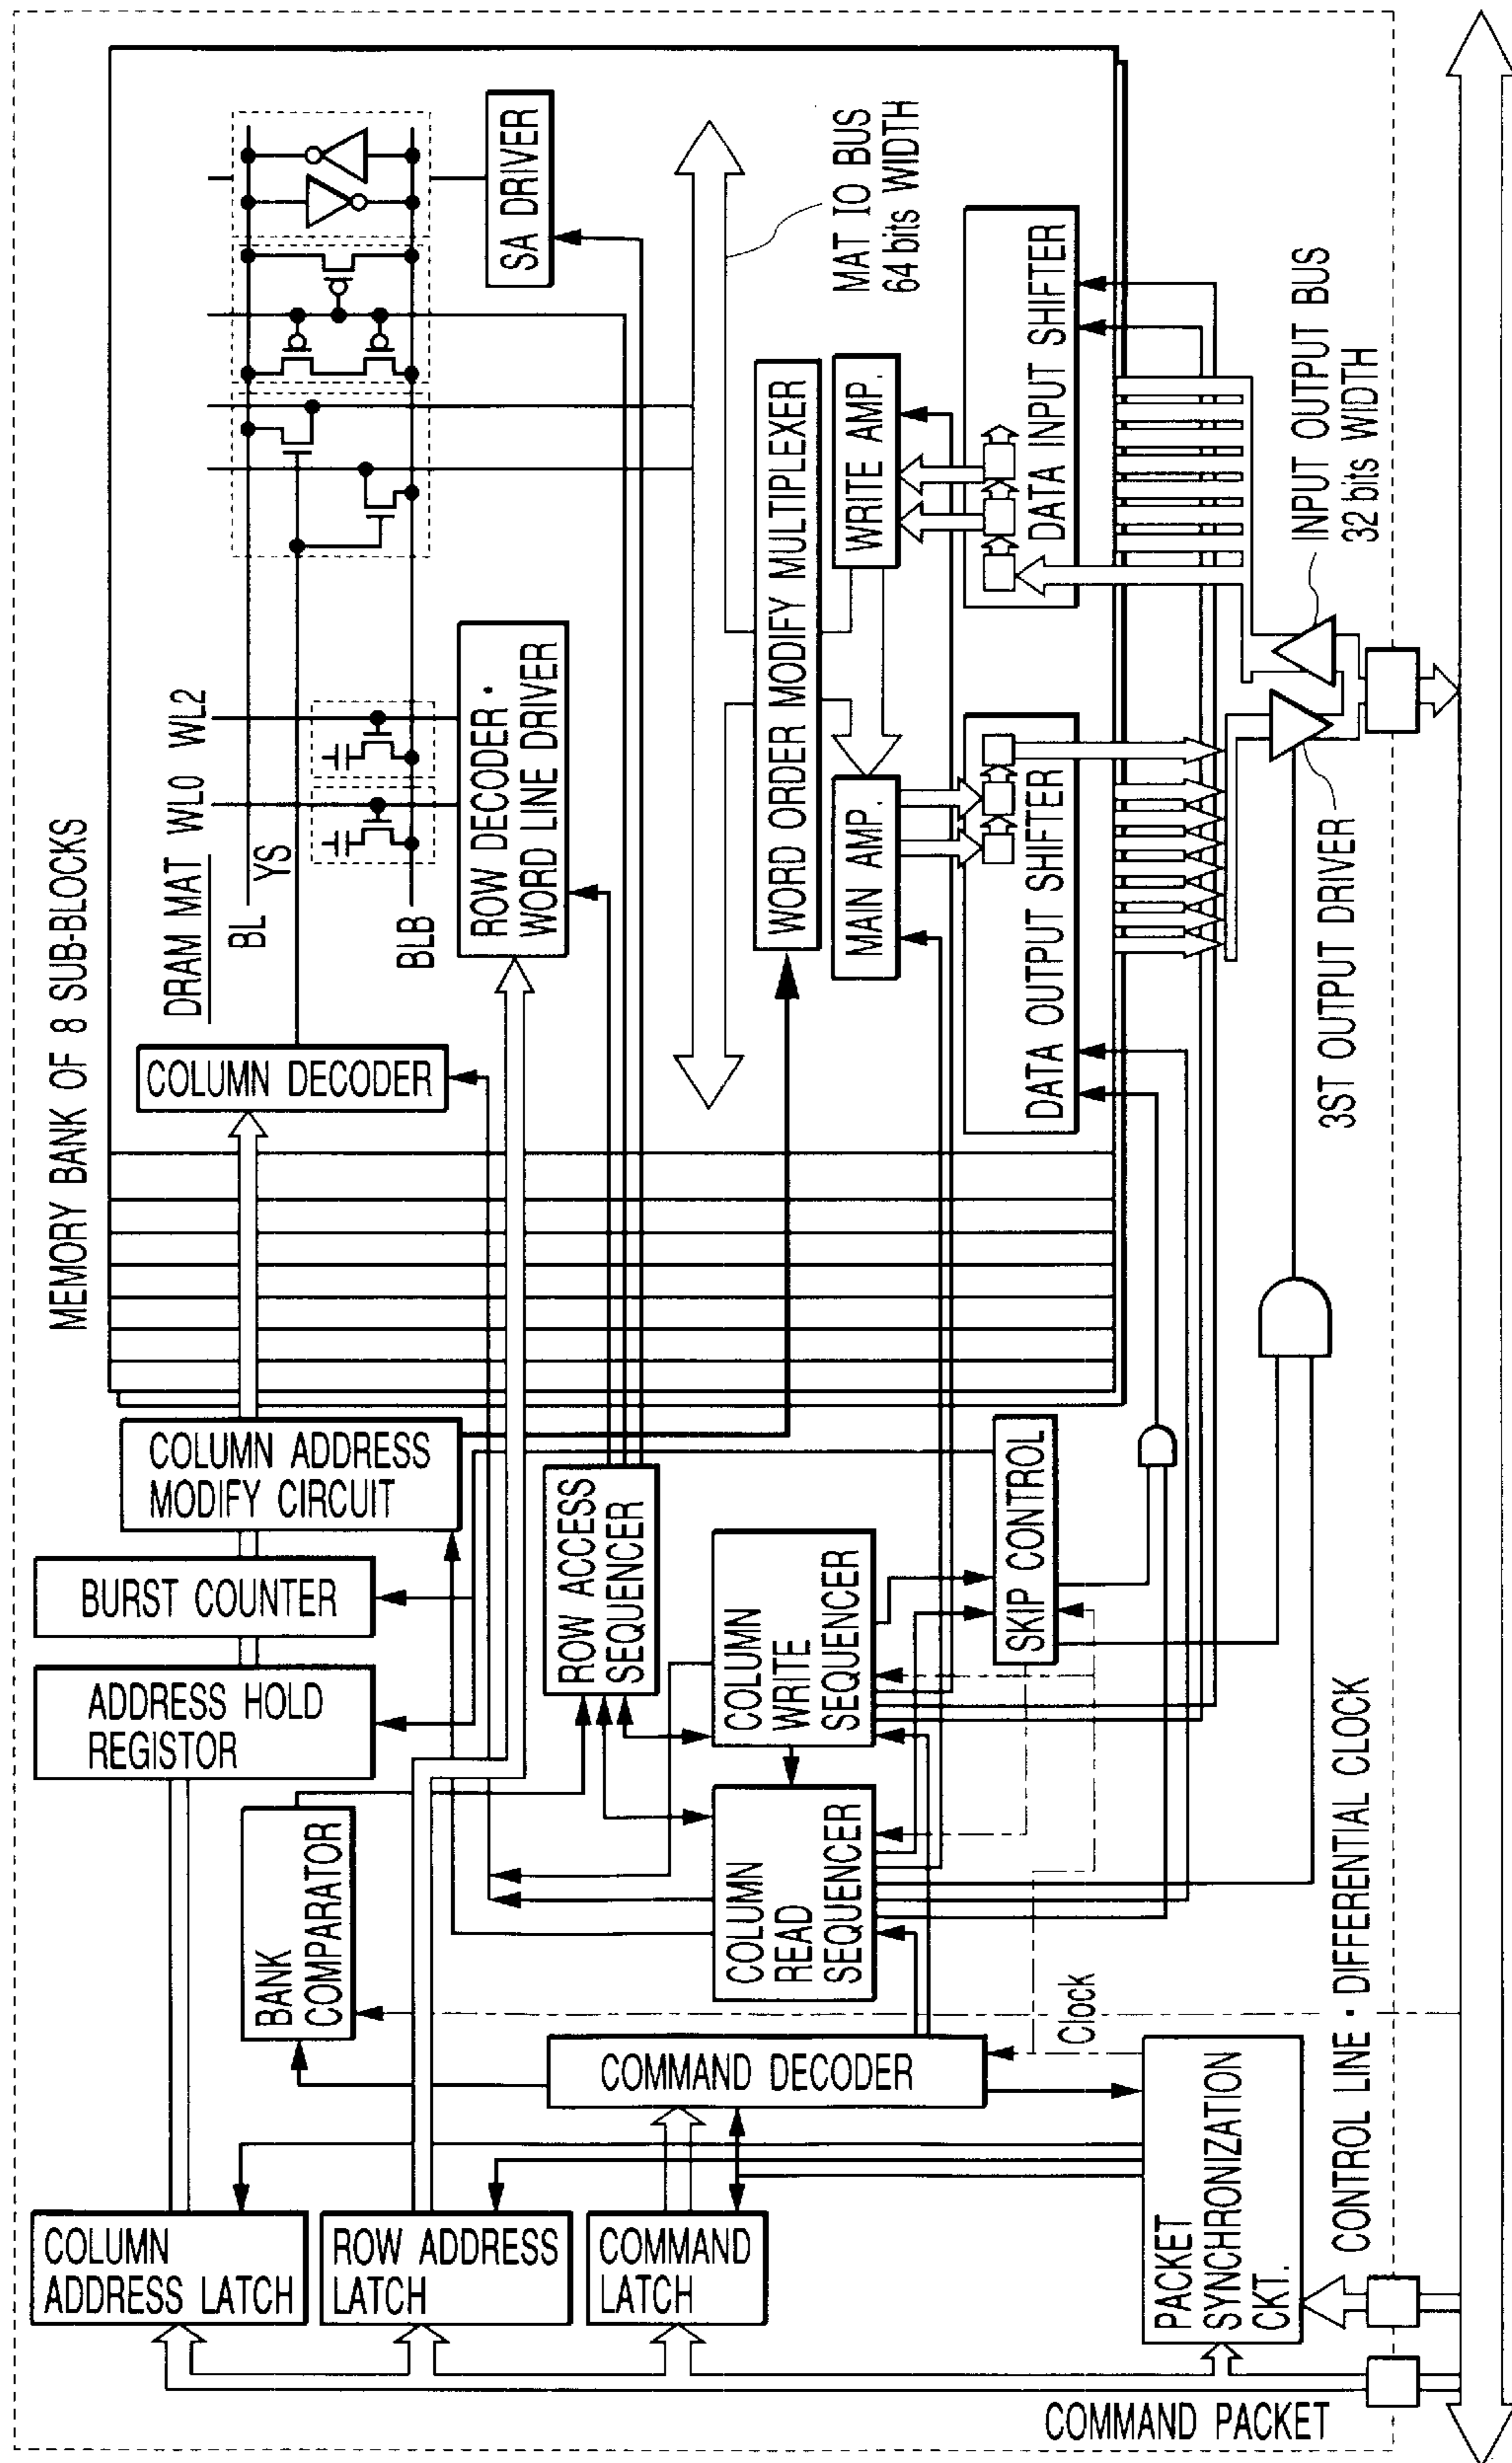 MEMORY BANK OF 8 SUB-BLOCKS
COLUMN
ADDRESS LATCH
ROW ADDRESS
LATCH
COMMAND
LATCH
COMMAND PACKET
PACKET
SYNCHRONIZATION
CKT.
CONTROL LINE · DIFFERENTIAL CLOCK
COMMAND DECODER
Clock
BANK
COMPARATOR
ADDRESS HOLD
REGISTOR
BURST COUNTER
COLUMN ADDRESS
MODIFY CIRCUIT
COLUMN
READ
SEQUENCER
COLUMN
WRITE
SEQUENCER
ROW ACCESS
SEQUENCER
SKIP CONTROL
COLUMN DECODER
DRAM MAT
WL0
WL2
BL
YS
BLB
ROW DECODER ·
WORD LINE DRIVER
SA DRIVER
MAT IO BUS
64 bits WIDTH
WORD ORDER MODIFY MULTIPLEXER
MAIN AMP.
WRITE AMP.
DATA OUTPUT SHIFTER
DATA INPUT SHIFTER
3ST OUTPUT DRIVER
INPUT OUTPUT BUS
32 bits WIDTH